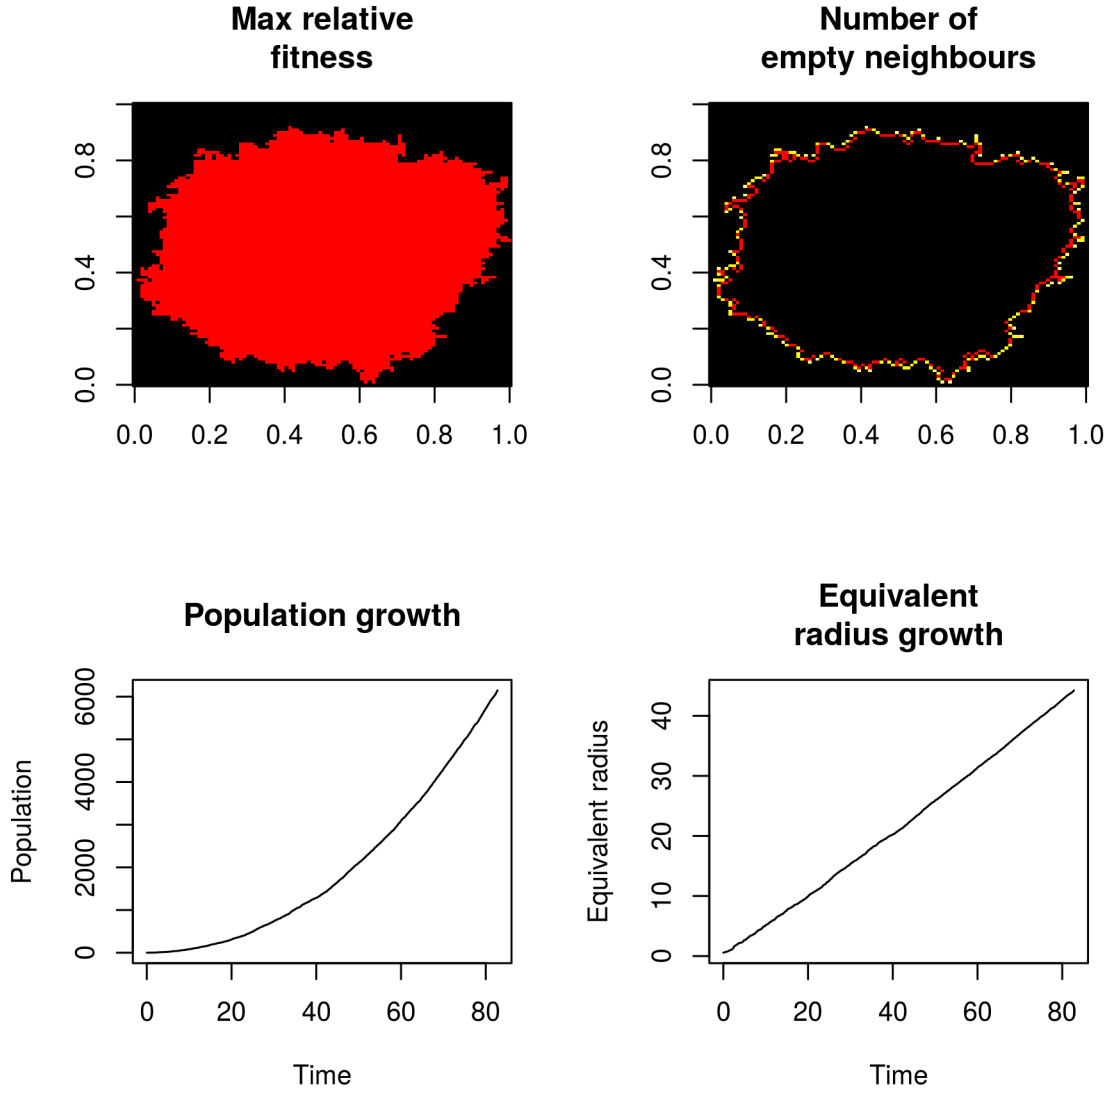 Max relative
fitness
0.0 0.4 0.8
0.0 0.2 0.4 0.6 0.8 1.0
Number of
empty neighbours
0.0 0.4 0.8
0.0 0.2 0.4 0.6 0.8 1.0
Population growth
Population
0 2000 4000 6000
0 20 40 60 80
Time
Equivalent
radius growth
Equivalent radius
0 10 20 30 40
0 20 40 60 80
Time